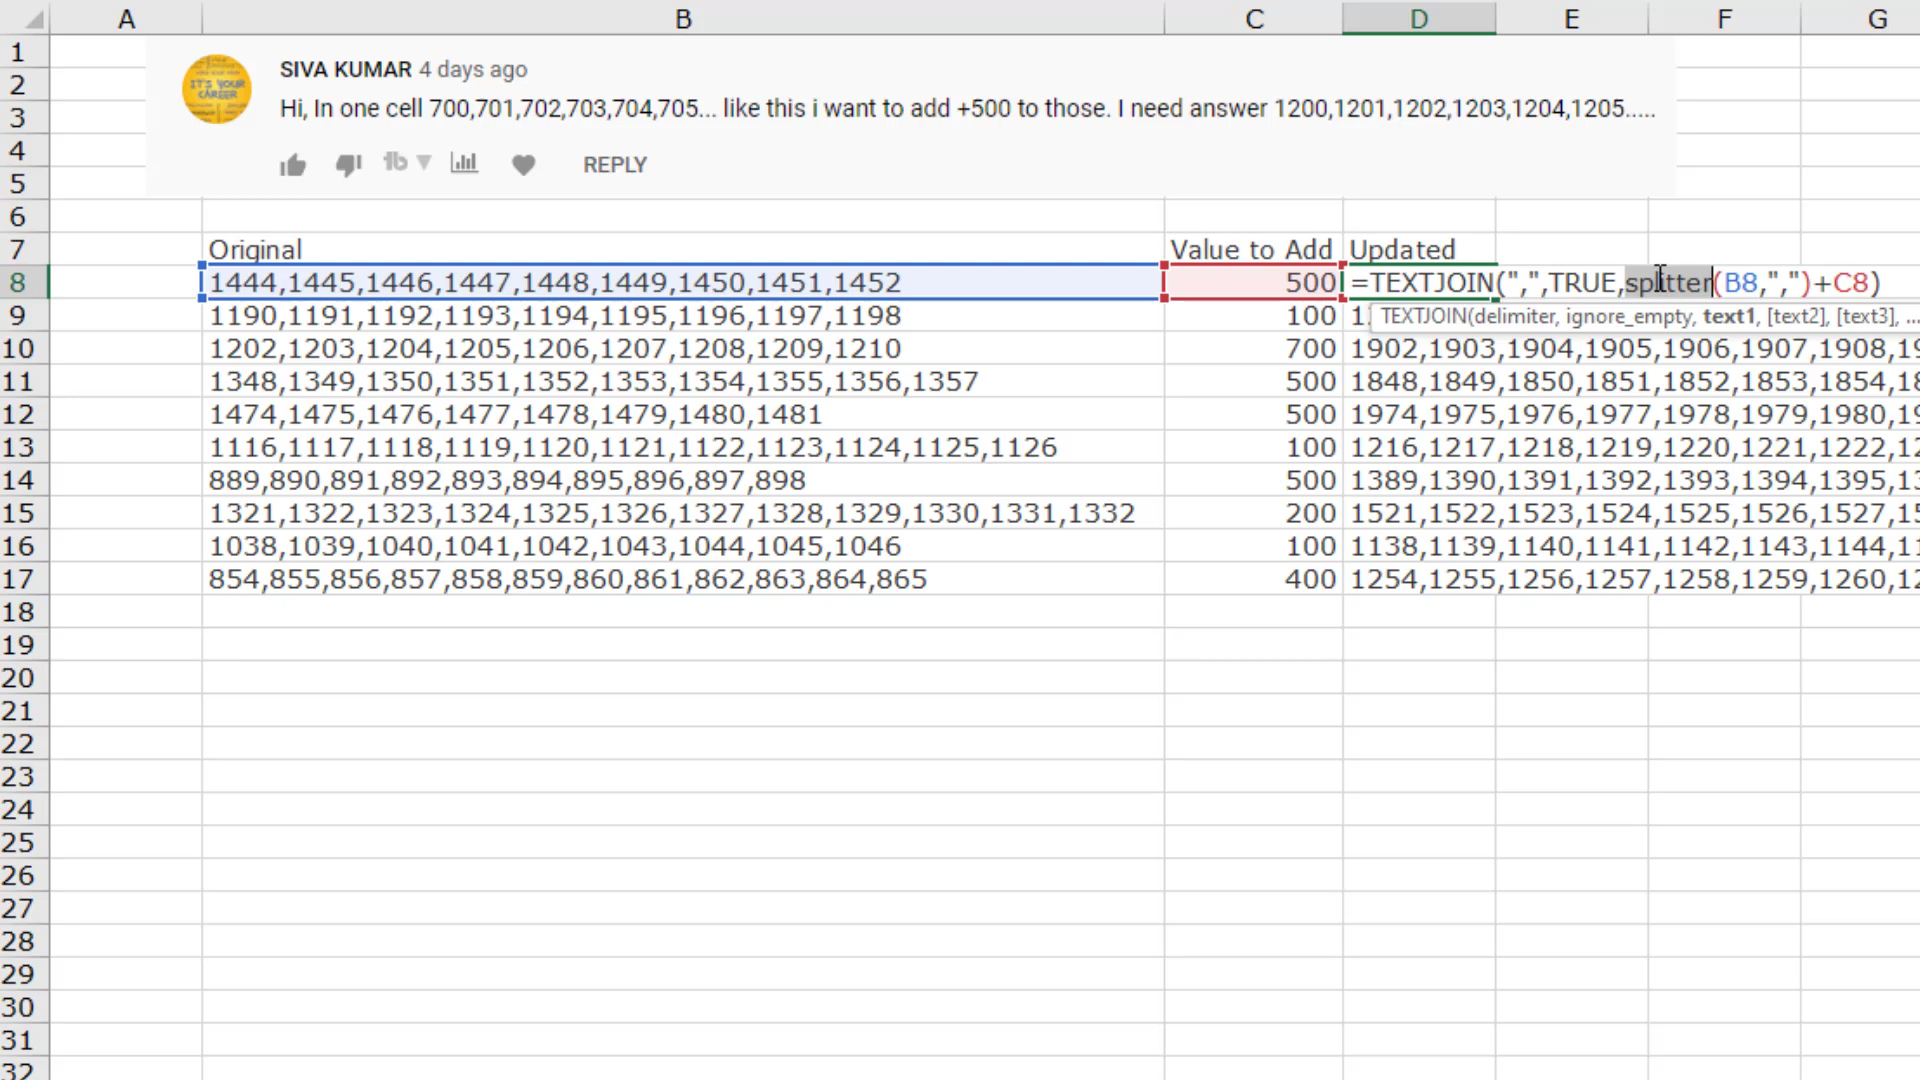 A B C D E F G
1
SIVA KUMAR 4 days ago
2
3 Hi, In one cell 700,701,702,703,704,705... like this i want to add +500 to those. I need answer 1200,1201,1202,1203,1204,1205.....
4
5 REPLY
6
7 Original Value to Add Updated
8 1444,1445,1446,1447,1448,1449,1450,1451,1452 500 =TEXTJOIN(",",TRUE,splitter(B8,",")+C8)
9 1190,1191,1192,1193,1194,1195,1196,1197,1198 100 1 TEXTJOIN(delimiter, ignore_empty, text1, [text2], [text3], ...
10 1202,1203,1204,1205,1206,1207,1208,1209,1210 700 1902,1903,1904,1905,1906,1907,1908,19
11 1348,1349,1350,1351,1352,1353,1354,1355,1356,1357 500 1848,1849,1850,1851,1852,1853,1854,18
12 1474,1475,1476,1477,1478,1479,1480,1481 500 1974,1975,1976,1977,1978,1979,1980,19
13 1116,1117,1118,1119,1120,1121,1122,1123,1124,1125,1126 100 1216,1217,1218,1219,1220,1221,1222,12
14 889,890,891,892,893,894,895,896,897,898 500 1389,1390,1391,1392,1393,1394,1395,13
15 1321,1322,1323,1324,1325,1326,1327,1328,1329,1330,1331,1332 200 1521,1522,1523,1524,1525,1526,1527,15
16 1038,1039,1040,1041,1042,1043,1044,1045,1046 100 1138,1139,1140,1141,1142,1143,1144,11
17 854,855,856,857,858,859,860,861,862,863,864,865 400 1254,1255,1256,1257,1258,1259,1260,12
18
19
20
21
22
23
24
25
26
27
28
29
30
31
32